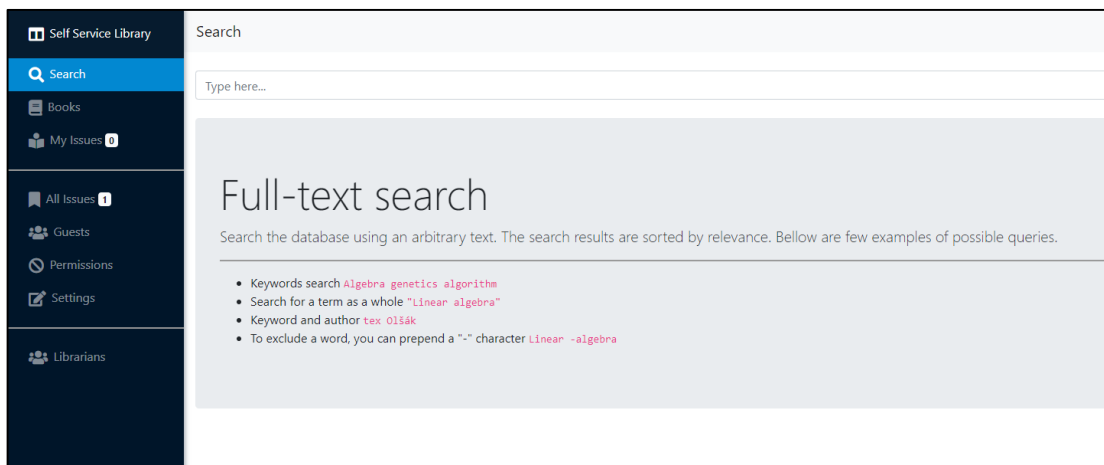 Self Service Library
Search
Books
My Issues 0
All Issues 1
Guests
Permissions
Settings
Librarians
Search
Type here...
Full-text search
Search the database using an arbitrary text. The search results are sorted by relevance. Bellow are few examples of possible queries.
Keywords search Algebra genetics algorithm
Search for a term as a whole "Linear algebra"
Keyword and author tex Olšák
To exclude a word, you can prepend a "-" character Linear -algebra